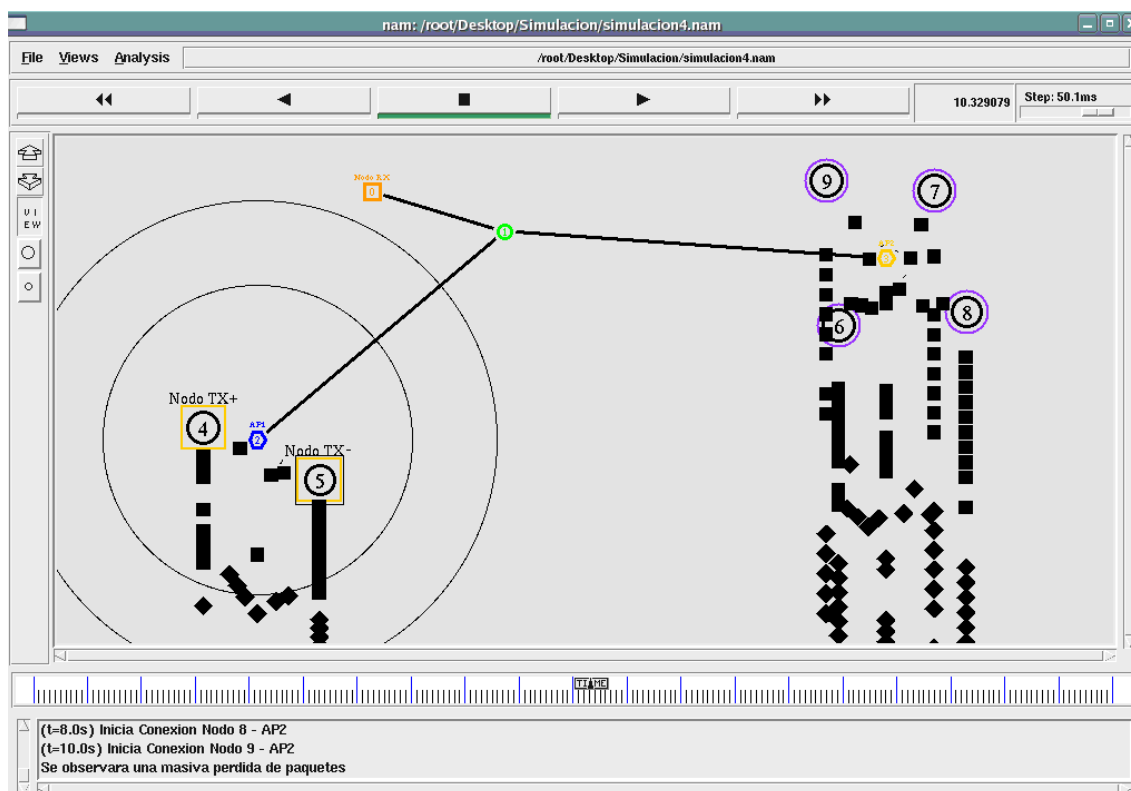 nam: /root/Desktop/Simulacion/simulacion4.nam
File Views Analysis /root/Desktop/Simulacion/simulacion4.nam
10.329079 Step: 50.1ms
VIEW
Nodo RX
0
1
9
7
AP2
3
6
8
Nodo TX+
4
AP1
2
Nodo TX-
5
TIME
(t=8.0s) Inicia Conexion Nodo 8 - AP2
(t=10.0s) Inicia Conexion Nodo 9 - AP2
Se observara una masiva perdida de paquetes